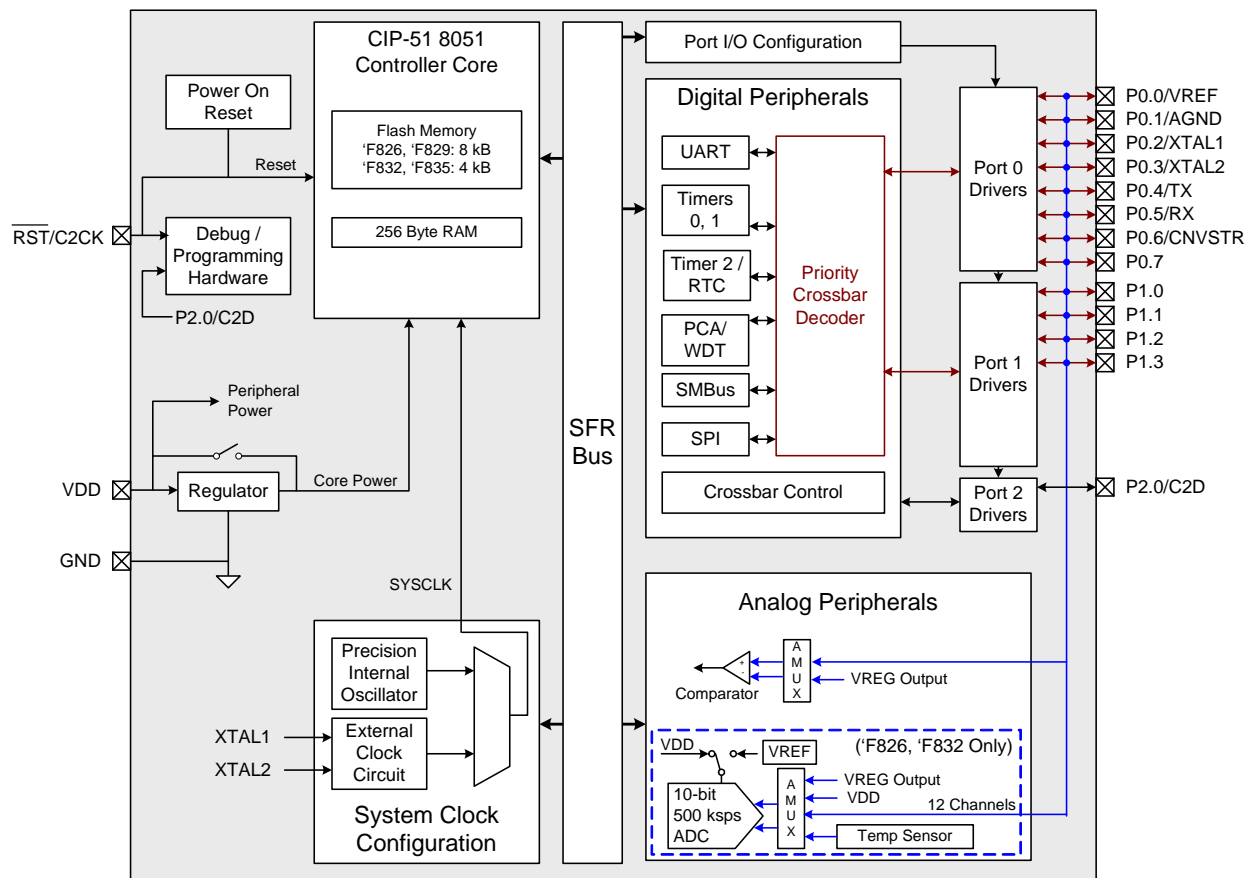 CIP-51 8051
Controller Core
Flash Memory
‘F826, ‘F829: 8 kB
‘F832, ‘F835: 4 kB
256 Byte RAM
Power On
Reset
Reset
RST/C2CK
Debug /
Programming
Hardware
P2.0/C2D
Peripheral
Power
VDD
Regulator
Core Power
GND
SYSCLK
Precision
Internal
Oscillator
XTAL1
XTAL2
External
Clock
Circuit
System Clock
Configuration
SFR
Bus
Port I/O Configuration
Digital Peripherals
UART
Timers
0, 1
Timer 2 /
RTC
PCA/
WDT
SMBus
SPI
Priority
Crossbar
Decoder
Crossbar Control
Port 0
Drivers
Port 1
Drivers
Port 2
Drivers
P0.0/VREF
P0.1/AGND
P0.2/XTAL1
P0.3/XTAL2
P0.4/TX
P0.5/RX
P0.6/CNVSTR
P0.7
P1.0
P1.1
P1.2
P1.3
P2.0/C2D
Analog Peripherals
Comparator
+
-
A
M
U
X
VREG Output
VDD
VREF
(‘F826, ‘F832 Only)
10-bit
500 ksps
ADC
A
M
U
X
VREG Output
VDD
12 Channels
Temp Sensor